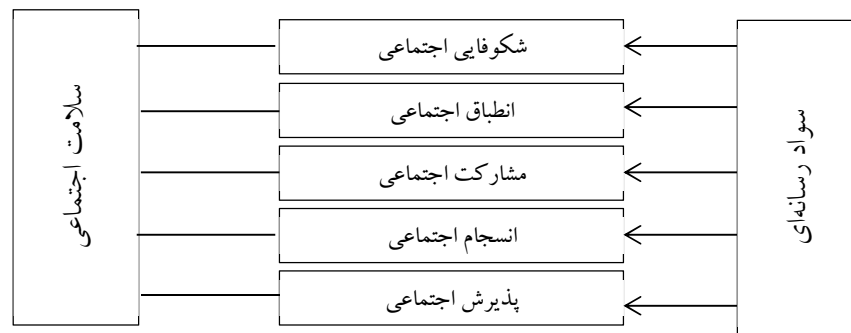 سواد رسانه‌ای
شکوفایی اجتماعی
انطباق اجتماعی
مشارکت اجتماعی
انسجام اجتماعی
پذیرش اجتماعی
سلامت اجتماعی